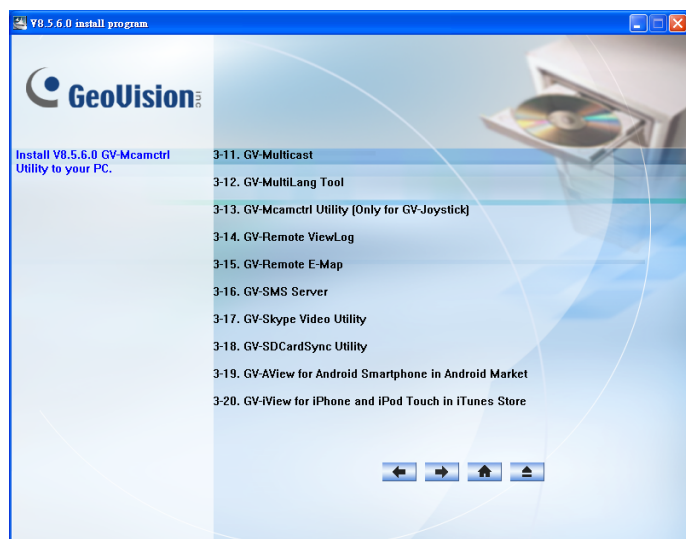 V8.5.6.0 install program
GeoVision Inc
Install V8.5.6.0 GV-Mcamctrl
Utility to your PC.
3-11. GV-Multicast
3-12. GV-MultiLang Tool
3-13. GV-Mcamctrl Utility (Only for GV-Joystick)
3-14. GV-Remote ViewLog
3-15. GV-Remote E-Map
3-16. GV-SMS Server
3-17. GV-Skype Video Utility
3-18. GV-SDCardSync Utility
3-19. GV-AView for Android Smartphone in Android Market
3-20. GV-iView for iPhone and iPod Touch in iTunes Store